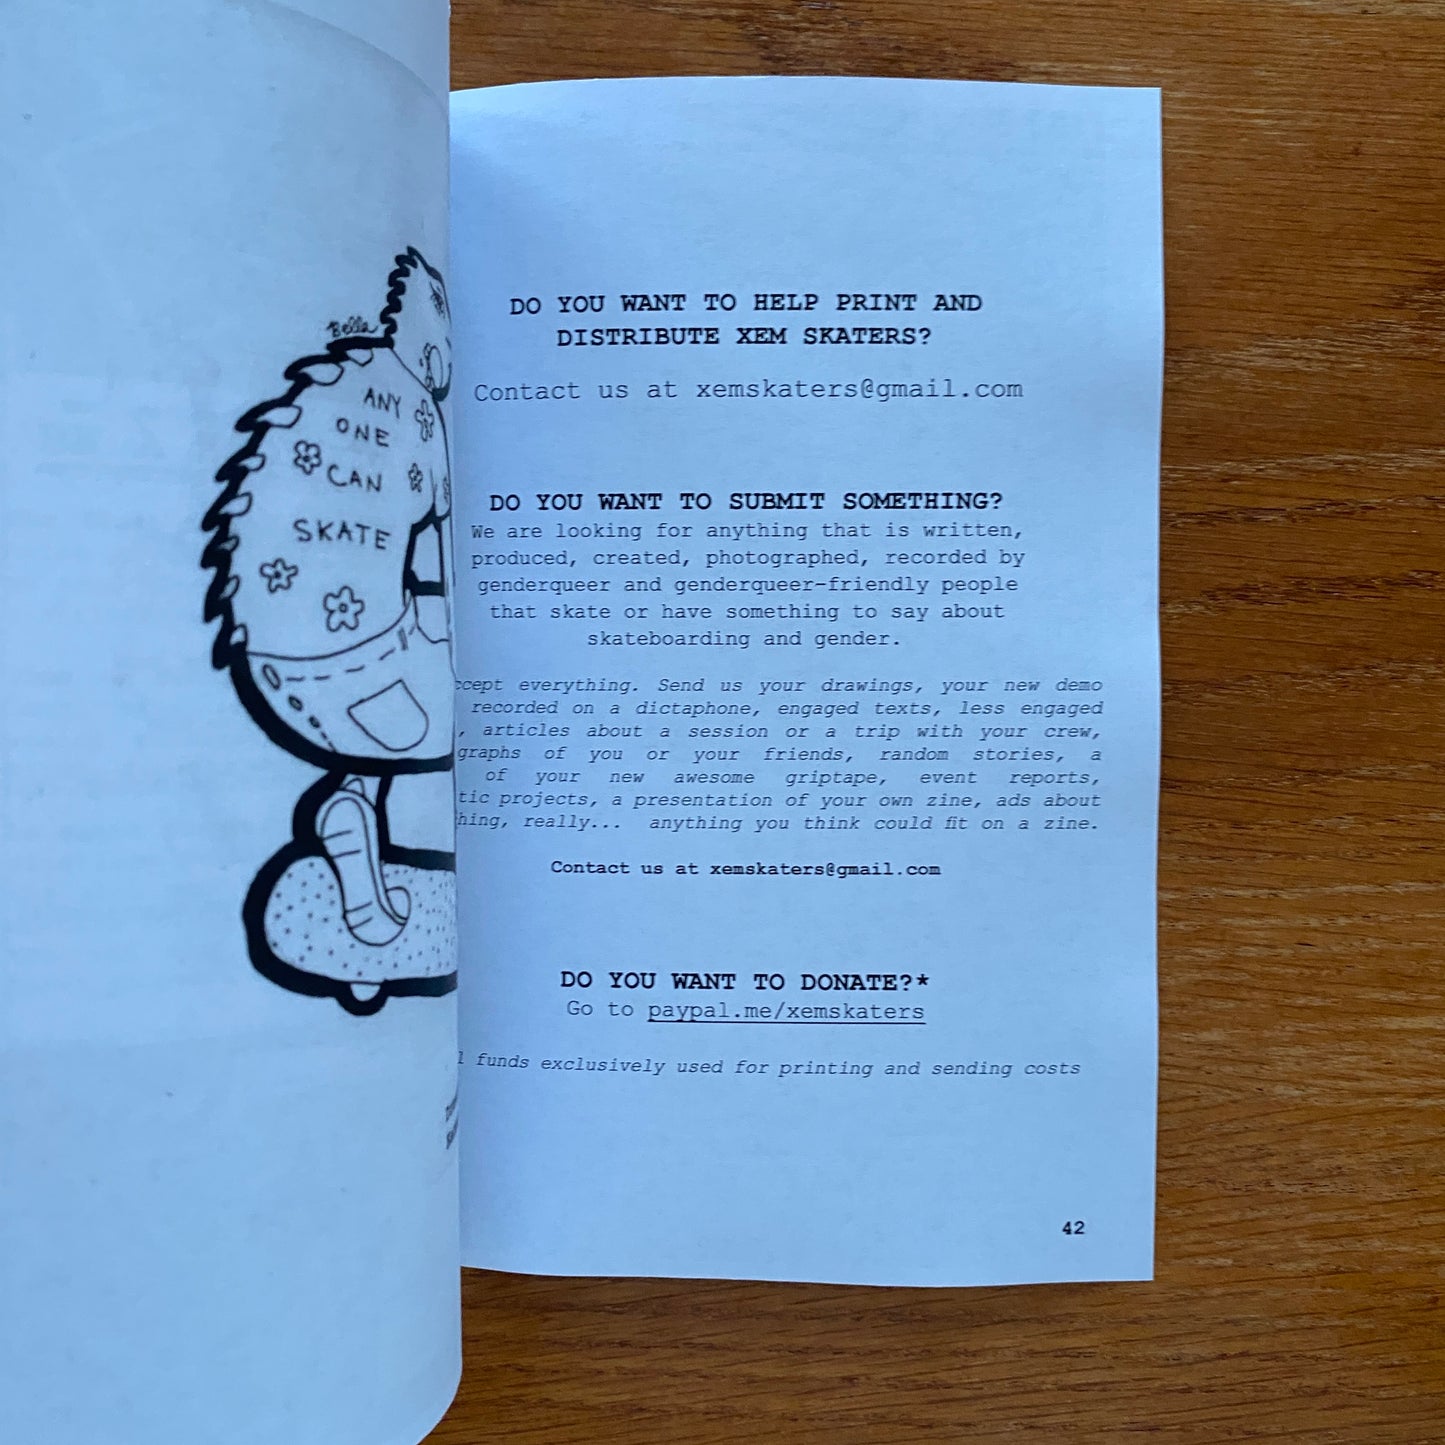 Bella
ANY
ONE
CAN
SKATE
DO YOU WANT TO HELP PRINT AND
DISTRIBUTE XEM SKATERS?
Contact us at xemskaters@gmail.com
DO YOU WANT TO SUBMIT SOMETHING?
We are looking for anything that is written,
produced, created, photographed, recorded by
genderqueer and genderqueer-friendly people
that skate or have something to say about
skateboarding and gender.
everything. Send us your drawings, your new demo
recorded on a dictaphone, engaged texts, less engaged
, articles about a session or a trip with your crew,
of you or your friends, random stories, a
of your new awesome griptape, event reports,
projects, a presentation of your own zine, ads about
really... anything you think could fit on a zine.
Contact us at xemskaters@gmail.com
DO YOU WANT TO DONATE?*
Go to paypal.me/xemskaters
funds exclusively used for printing and sending costs
42